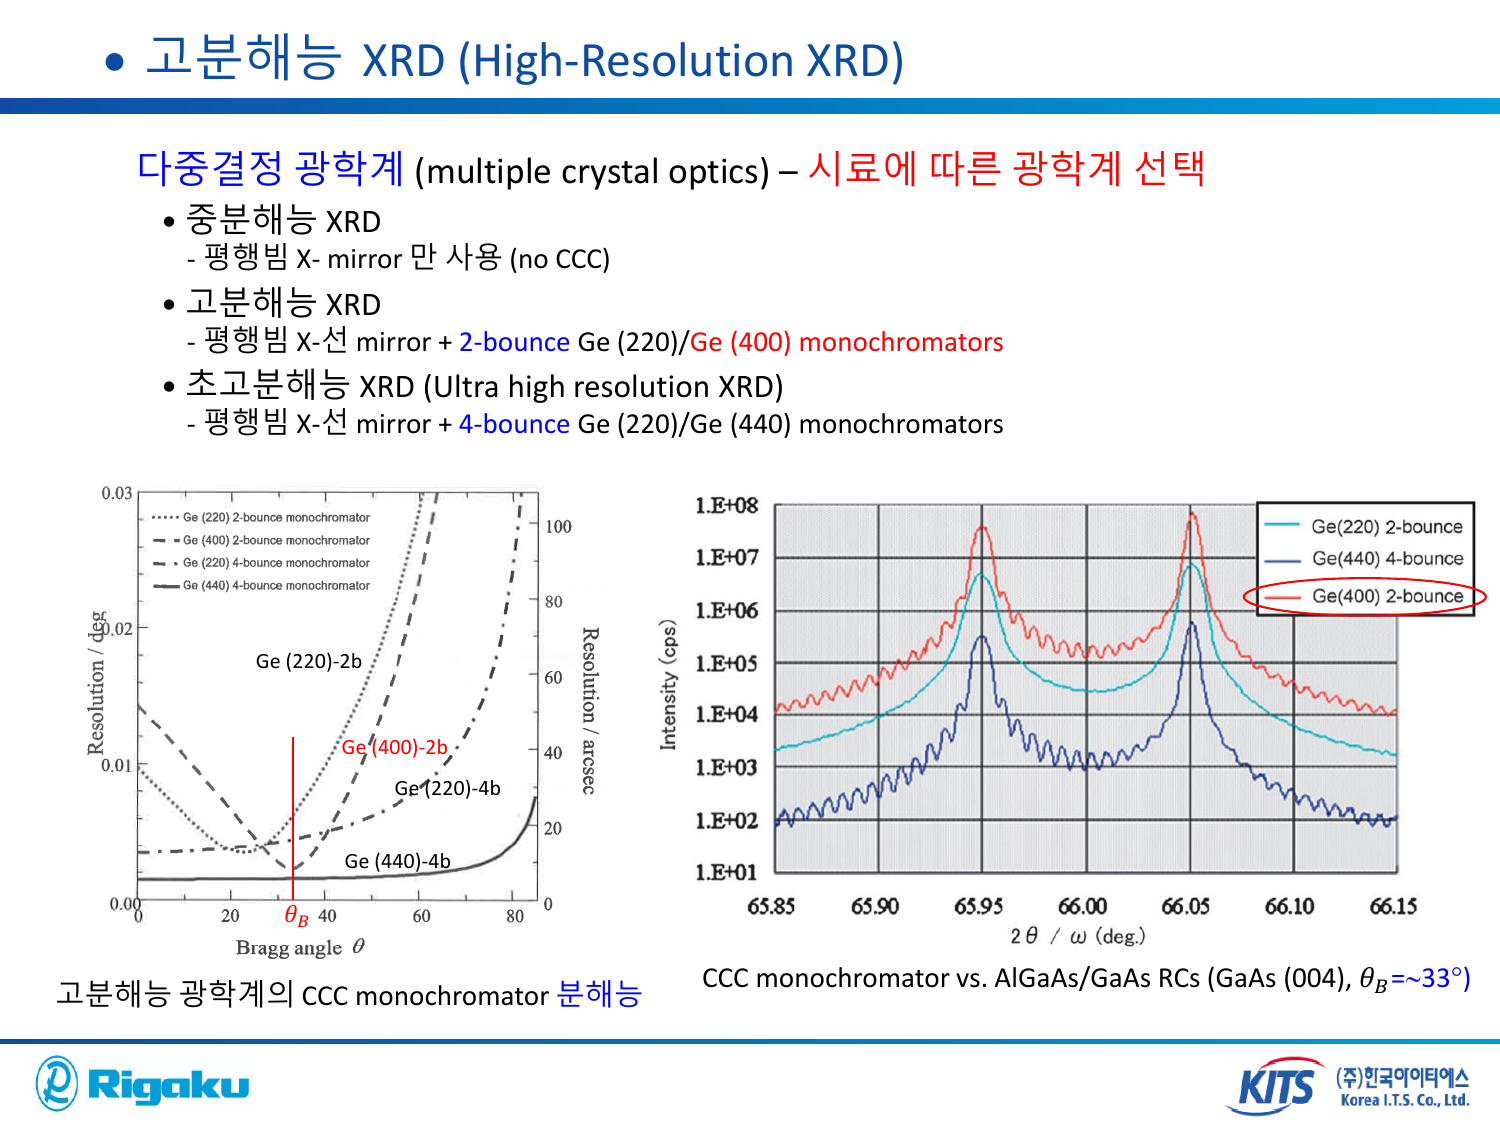 • 고분해능 XRD (High-Resolution XRD)
다중결정 광학계 (multiple crystal optics) – 시료에 따른 광학계 선택
• 중분해능 XRD
- 평행빔 X- mirror 만 사용 (no CCC)
• 고분해능 XRD
- 평행빔 X-선 mirror + 2-bounce Ge (220)/Ge (400) monochromators
• 초고분해능 XRD (Ultra high resolution XRD)
- 평행빔 X-선 mirror + 4-bounce Ge (220)/Ge (440) monochromators
0.03
0.02
0.01
0.00
Resolution / deg
Ge (220) 2-bounce monochromator
Ge (400) 2-bounce monochromator
Ge (220) 4-bounce monochromator
Ge (440) 4-bounce monochromator
Ge (220)-2b
Ge (400)-2b
Ge (220)-4b
Ge (440)-4b
100
80
60
40
20
0
Resolution / arcsec
0 20 θB 40 60 80
Bragg angle θ
고분해능 광학계의 CCC monochromator 분해능
1.E+08
1.E+07
1.E+06
1.E+05
1.E+04
1.E+03
1.E+02
1.E+01
Intensity (cps)
Ge(220) 2-bounce
Ge(440) 4-bounce
Ge(400) 2-bounce
65.85 65.90 65.95 66.00 66.05 66.10 66.15
2θ / ω (deg.)
CCC monochromator vs. AlGaAs/GaAs RCs (GaAs (004), θB=~33°)
Rigaku
KITS
(주)한국아이티에스
Korea I.T.S. Co., Ltd.